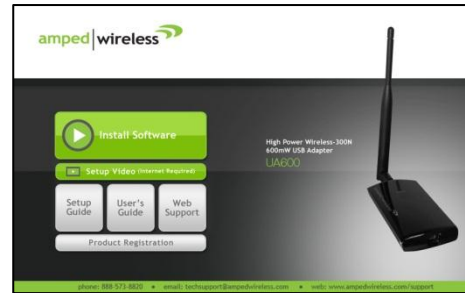 amped wireless
Install Software
Setup Video (Internet Required)
Setup Guide
User's Guide
Web Support
Product Registration
High Power Wireless-300N
600mW USB Adapter
UA600
phone: 888-573-8820 • email: techsupport@ampedwireless.com • web: www.ampedwireless.com/support